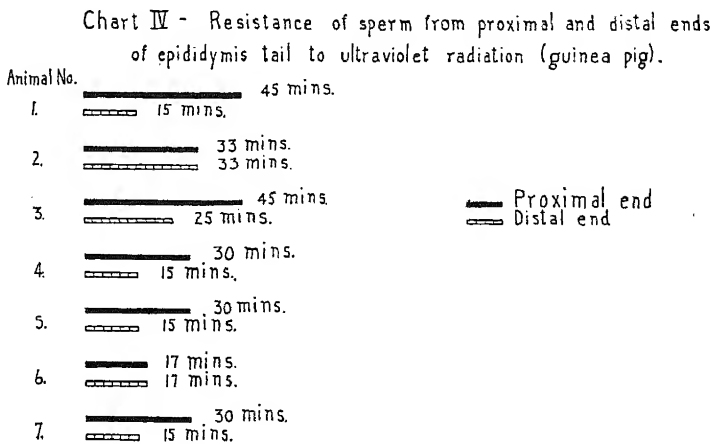 Chart IV - Resistance of sperm from proximal and distal ends
of epididymis tail to ultraviolet radiation (guinea pig).
Animal No.
45 mins.
1. 15 mins.
33 mins.
2. 33 mins.
45 mins.
3. 25 mins.
Proximal end
Distal end
30 mins.
4. 15 mins.
30 mins.
5. 15 mins.
17 mins.
6. 17 mins.
30 mins.
7. 15 mins.